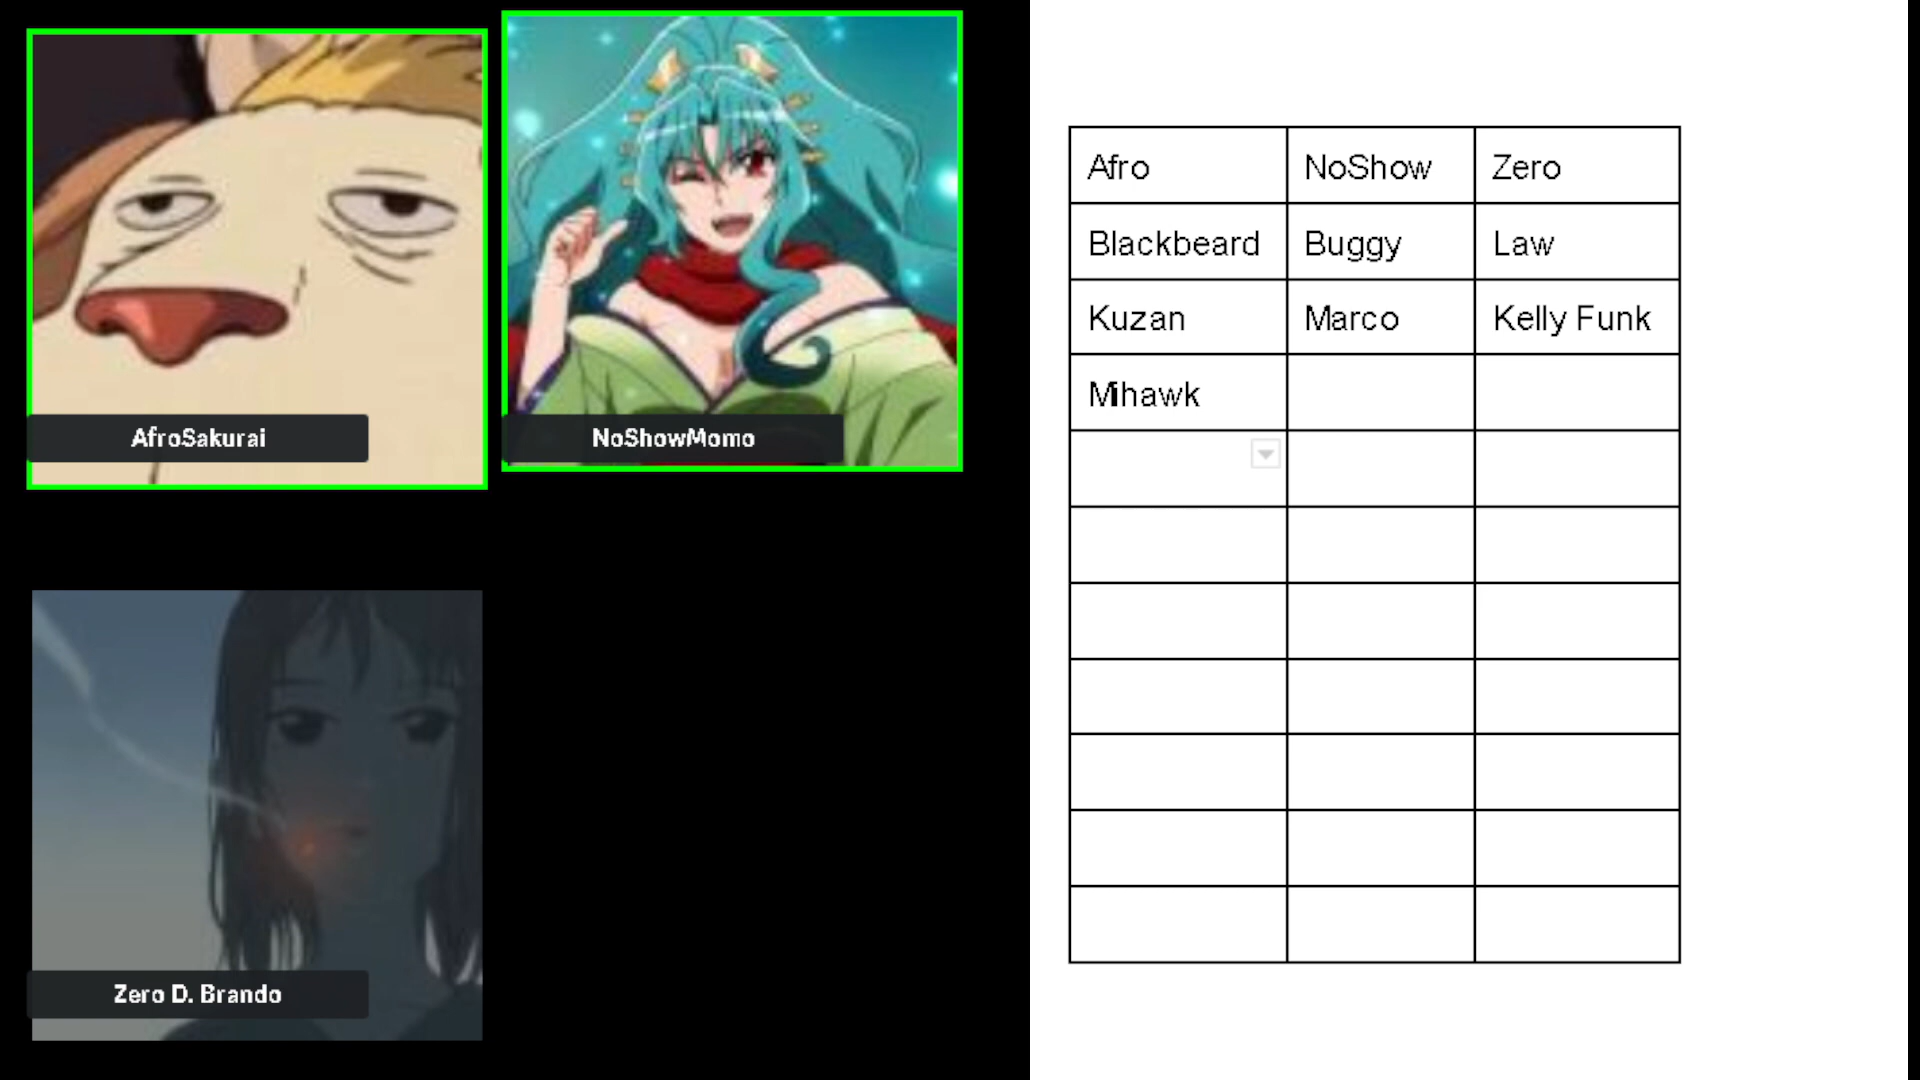 AfroSakurai
NoShowMomo
Zero D. Brando
Afro NoShow Zero
Blackbeard Buggy Law
Kuzan Marco Kelly Funk
Mihawk